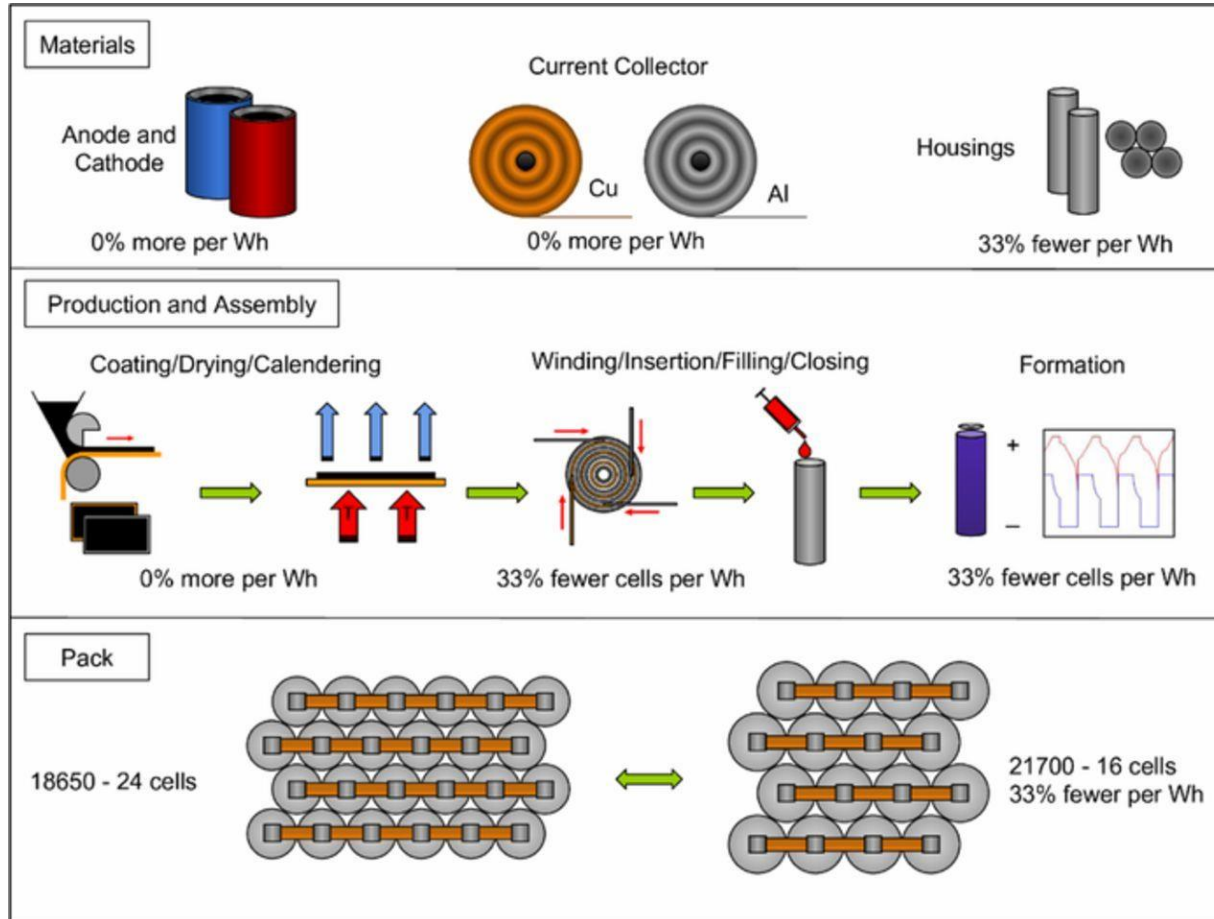 Materials
Current Collector
Anode and
Cathode
Cu
Al
Housings
0% more per Wh
0% more per Wh
33% fewer per Wh
Production and Assembly
Coating/Drying/Calendering
Winding/Insertion/Filling/Closing
Formation
+
T
T
–
0% more per Wh
33% fewer cells per Wh
33% fewer cells per Wh
Pack
18650 - 24 cells
21700 - 16 cells
33% fewer per Wh